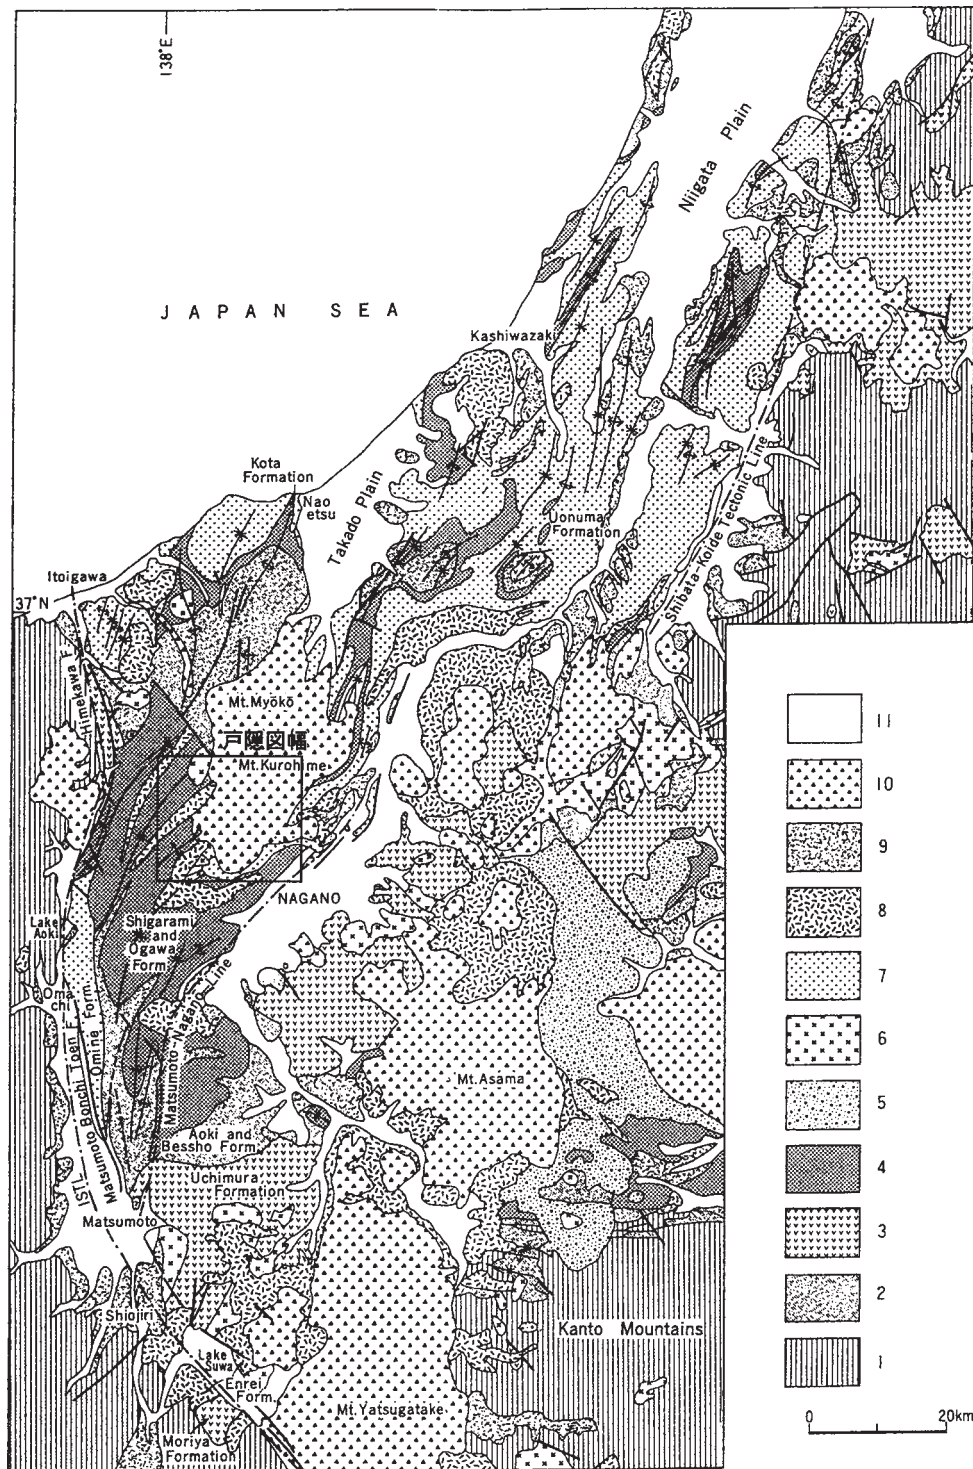 138°E
Niigata Plain
JAPAN SEA
Kashiwazaki
Kota
Formation
Nao
etsu
Takado Plain
Uonuma
Formation
Shibata-Koide Tectonic Line
Itoigawa
37°N
Himekawa F.
Mt.Myōkō
戸隠図幅
Mt.Kurohime
NAGANO
Lake
Aoki
Shigarami
and
Ogawa
Form.
Omachi
Omine Form.
Matsumoto Bonchi Toen F.
Matsumoto-Nagano Line
ISTL
Mt.Asama
Aoki and
Bessho Form.
Uchimura
Formation
Matsumoto
Shiojiri
Lake
Suwa
Enrei
Form.
Mt.Yatsugatake
Moriya
Formation
Kanto Mountains
11
10
9
8
7
6
5
4
3
2
1
0 20km